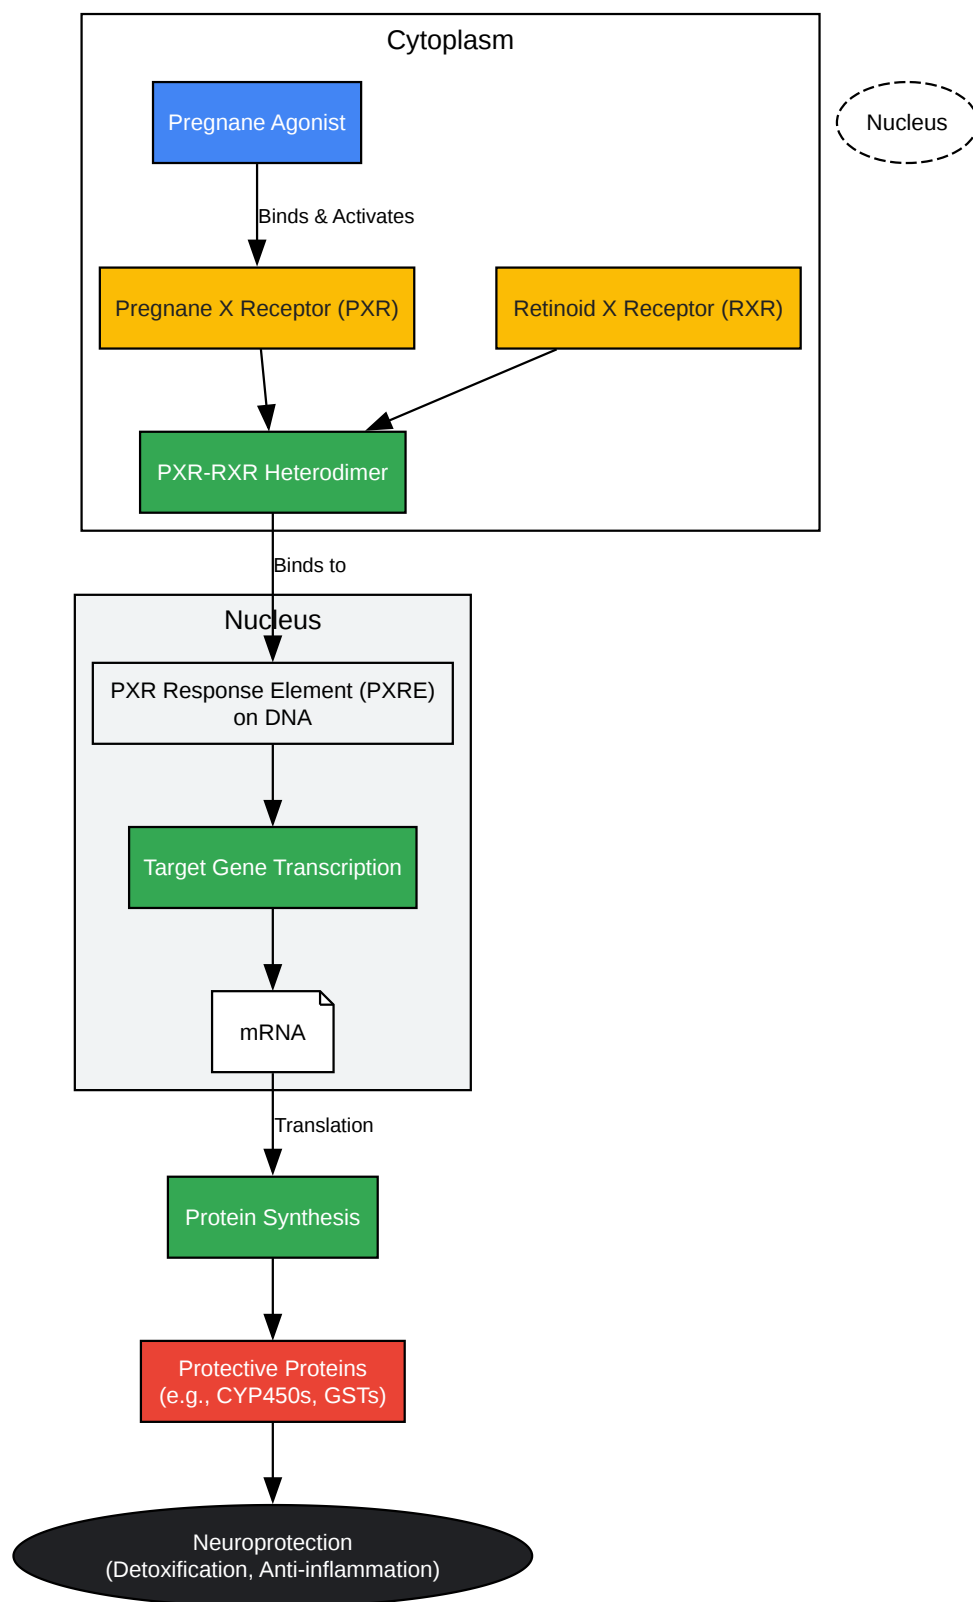 Cytoplasm
Pregnane Agonist
Nucleus
Binds & Activates
Pregnane X Receptor (PXR)
Retinoid X Receptor (RXR)
PXR-RXR Heterodimer
Binds to
Nucleus
PXR Response Element (PXRE)
on DNA
Target Gene Transcription
mRNA
Translation
Protein Synthesis
Protective Proteins
(e.g., CYP450s, GSTs)
Neuroprotection
(Detoxification, Anti-inflammation)